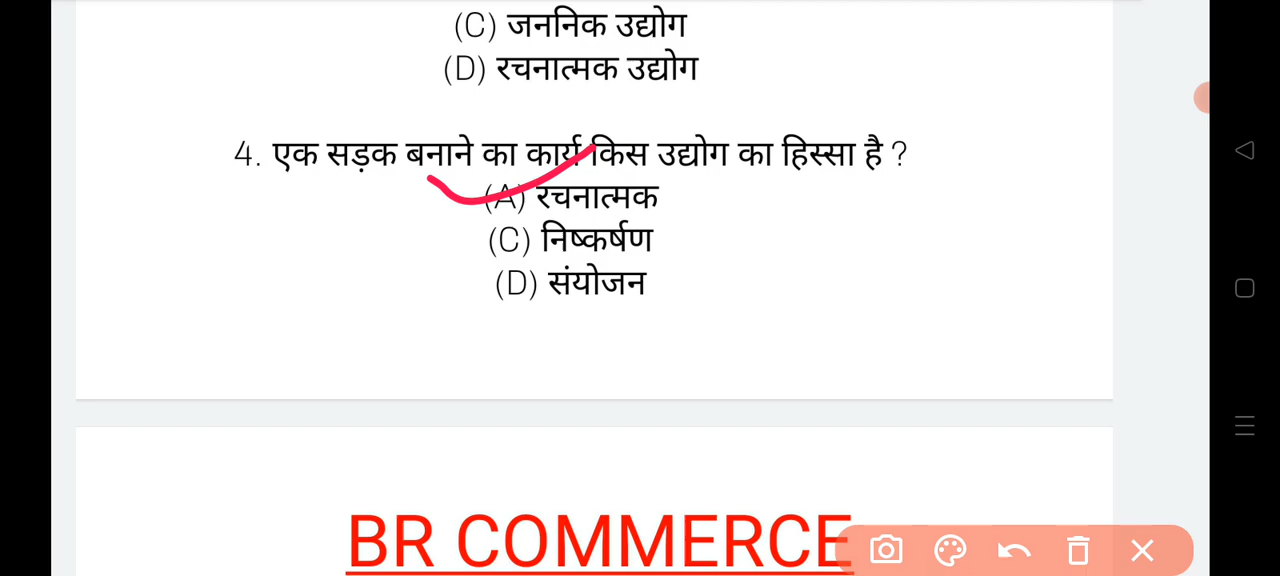 (C) जननिक उद्योग
(D) रचनात्मक उद्योग
4. एक सड़क बनाने का कार्य किस उद्योग का हिस्सा है ?
(A) रचनात्मक
(C) निष्कर्षण
(D) संयोजन
BR COMMERCE